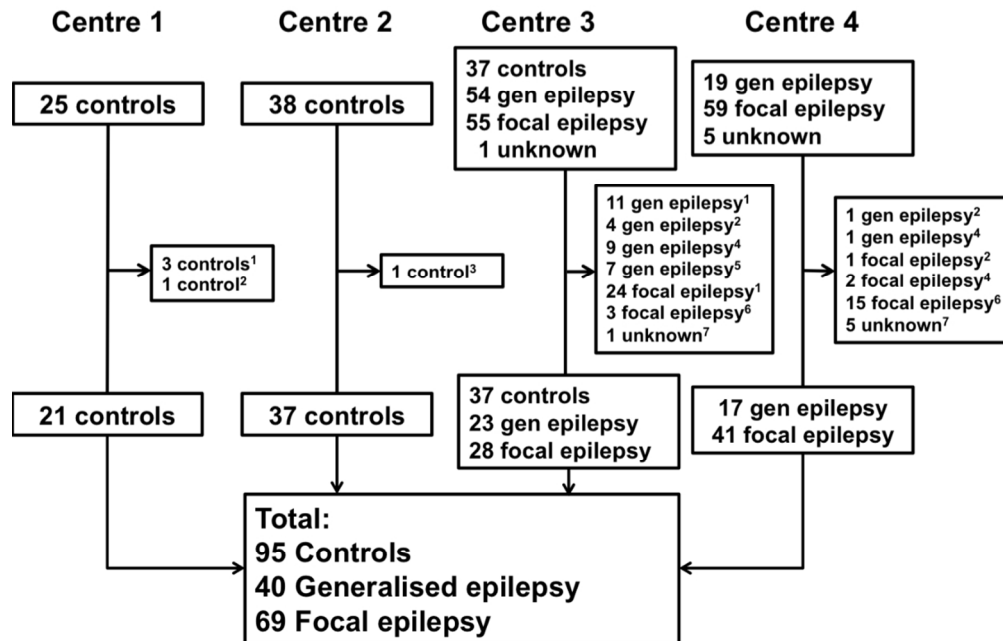 Centre 1
Centre 2
Centre 3
Centre 4
25 controls
38 controls
37 controls
54 gen epilepsy
55 focal epilepsy
1 unknown
19 gen epilepsy
59 focal epilepsy
5 unknown
3 controls¹
1 control²
1 control³
11 gen epilepsy¹
4 gen epilepsy²
9 gen epilepsy⁴
7 gen epilepsy⁵
24 focal epilepsy¹
3 focal epilepsy⁶
1 unknown⁷
1 gen epilepsy²
1 gen epilepsy⁴
1 focal epilepsy²
2 focal epilepsy⁴
15 focal epilepsy⁶
5 unknown⁷
21 controls
37 controls
37 controls
23 gen epilepsy
28 focal epilepsy
17 gen epilepsy
41 focal epilepsy
Total:
95 Controls
40 Generalised epilepsy
69 Focal epilepsy